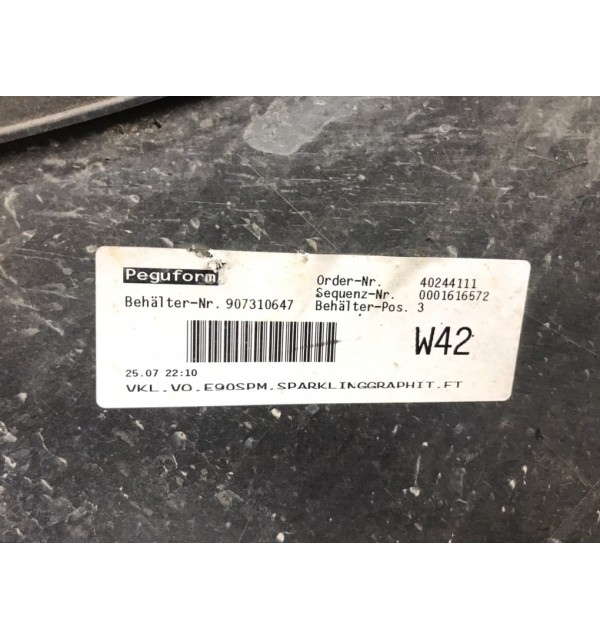 Peguform
Order-Nr. 40244111
Sequenz-Nr. 0001616572
Behälter-Nr. 907310647 Behälter-Pos. 3
W42
25.07 22:10
VKL.VO.E90SPM.SPARKLINGGRAPHIT.FT